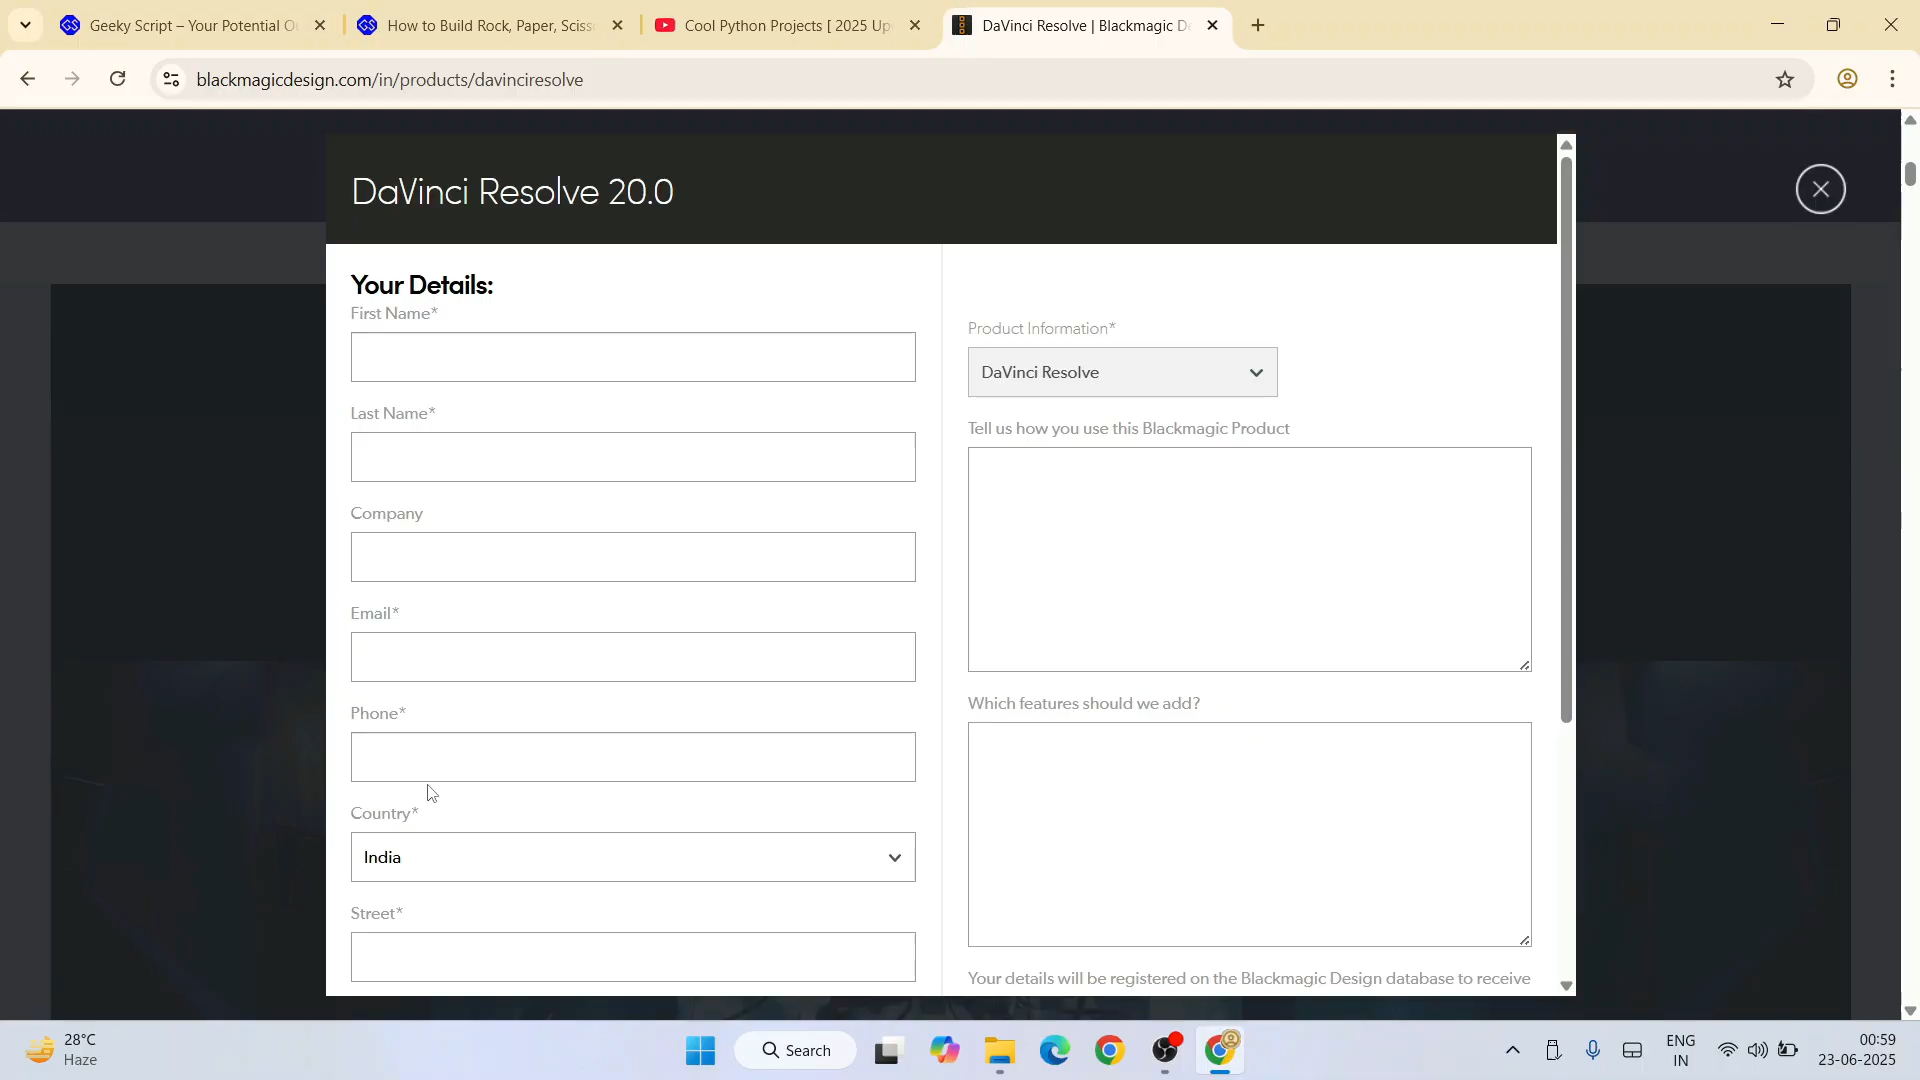 Geeky Script – Your Potential O
How to Build Rock, Paper, Sciss
Cool Python Projects [ 2025 Up
DaVinci Resolve | Blackmagic De
blackmagicdesign.com/in/products/davinciresolve
DaVinci Resolve 20.0
Your Details:
First Name*
Last Name*
Company
Email*
Phone*
Country*
India
Street*
Product Information*
DaVinci Resolve
Tell us how you use this Blackmagic Product
Which features should we add?
Your details will be registered on the Blackmagic Design database to receive
28°C
Haze
Search
ENG
IN
00:59
23-06-2025